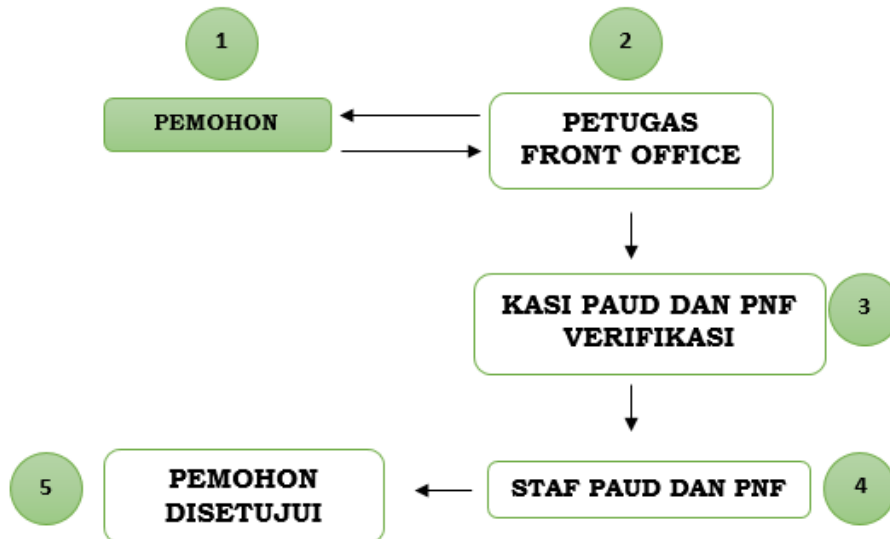 1
2
PEMOHON
PETUGAS
FRONT OFFICE
KASI PAUD DAN PNF
VERIFIKASI
3
5
PEMOHON
DISETUJUI
STAF PAUD DAN PNF
4